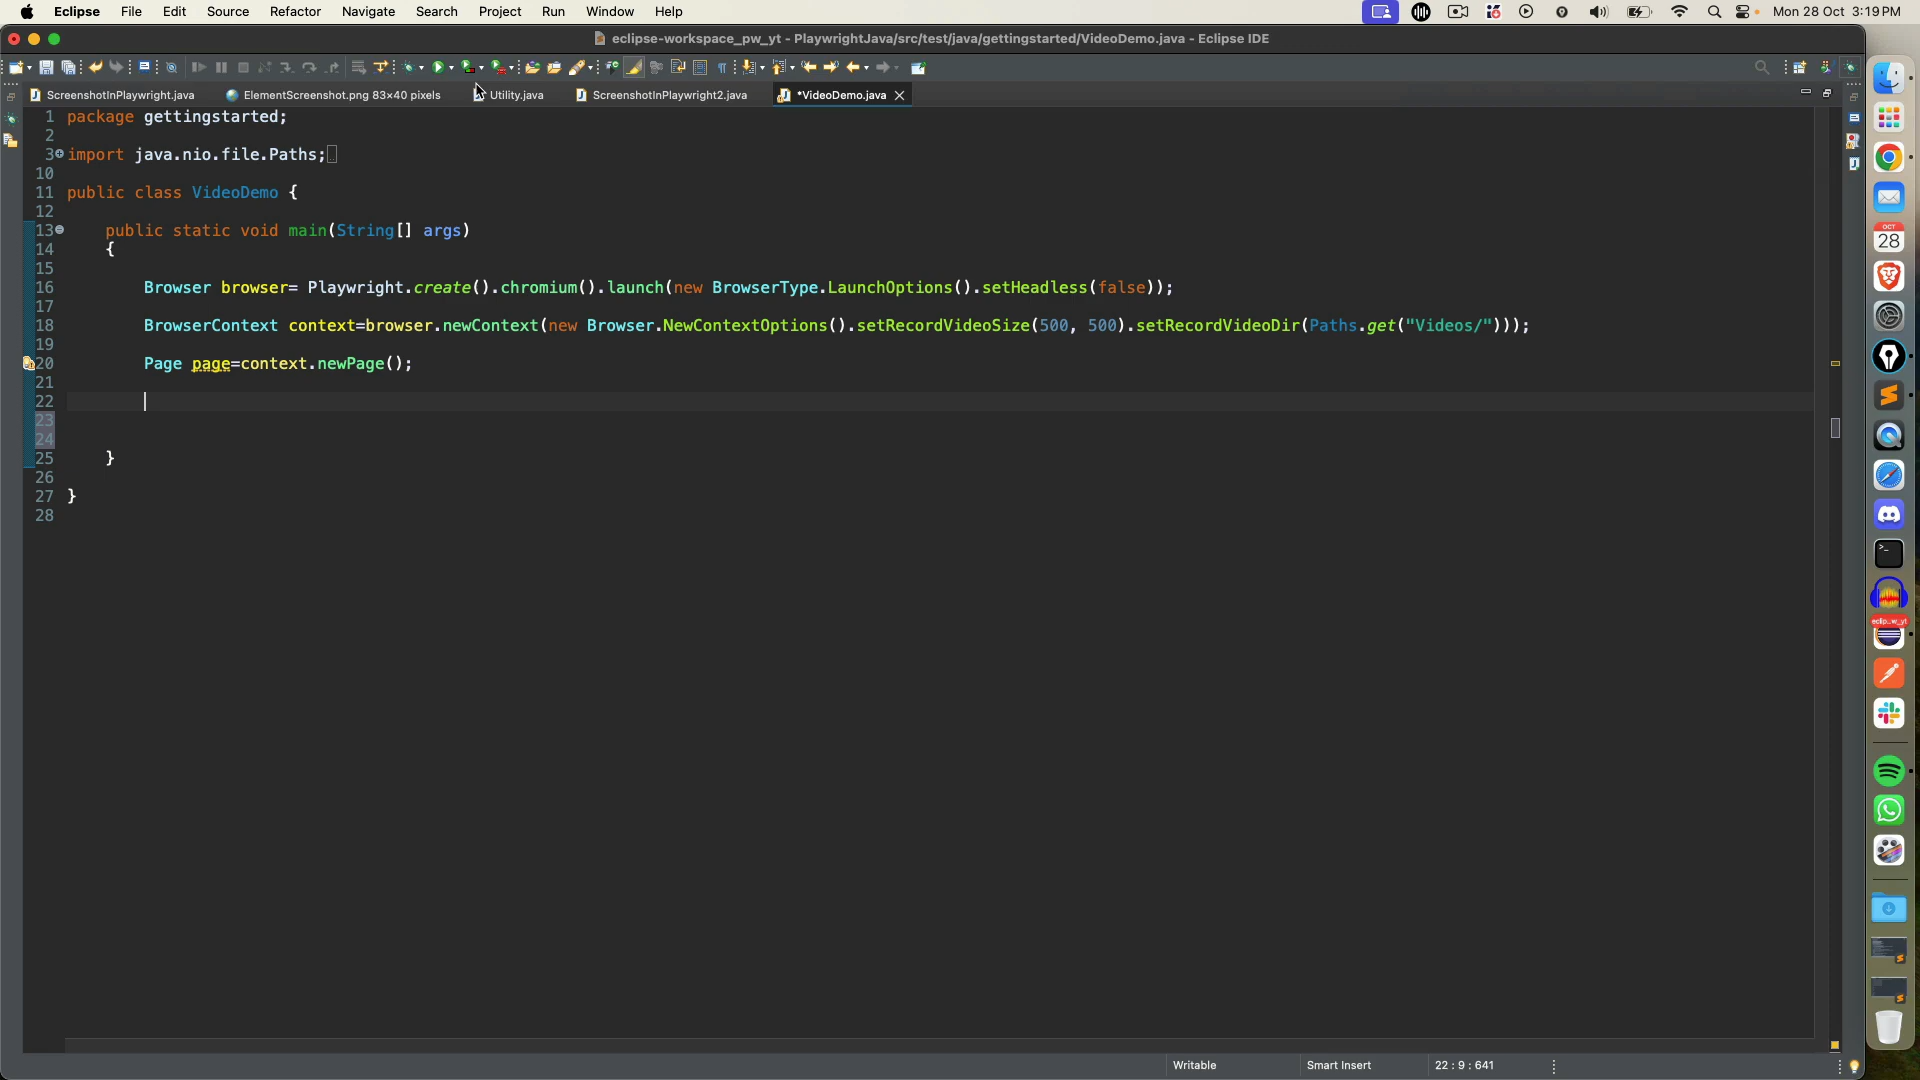 Eclipse File Edit Source Refactor Navigate Search Project Run Window Help Mon 28 Oct 3:19 PM
eclipse-workspace_pw_yt - PlaywrightJava/src/test/java/gettingstarted/VideoDemo.java - Eclipse IDE
ScreenshotInPlaywright.java ElementScreenshot.png 83×40 pixels Utility.java ScreenshotInPlaywright2.java *VideoDemo.java
1 package gettingstarted;
2
3 import java.nio.file.Paths;
10
11 public class VideoDemo {
12
13 public static void main(String[] args)
14 {
15
16 Browser browser= Playwright.create().chromium().launch(new BrowserType.LaunchOptions().setHeadless(false));
17
18 BrowserContext context=browser.newContext(new Browser.NewContextOptions().setRecordVideoSize(500, 500).setRecordVideoDir(Paths.get("Videos/")));
19
20 Page page=context.newPage();
21
22
23
24
25 }
26
27 }
28
OCT
28
eclip..w_yt
Writable Smart Insert 22 : 9 : 641